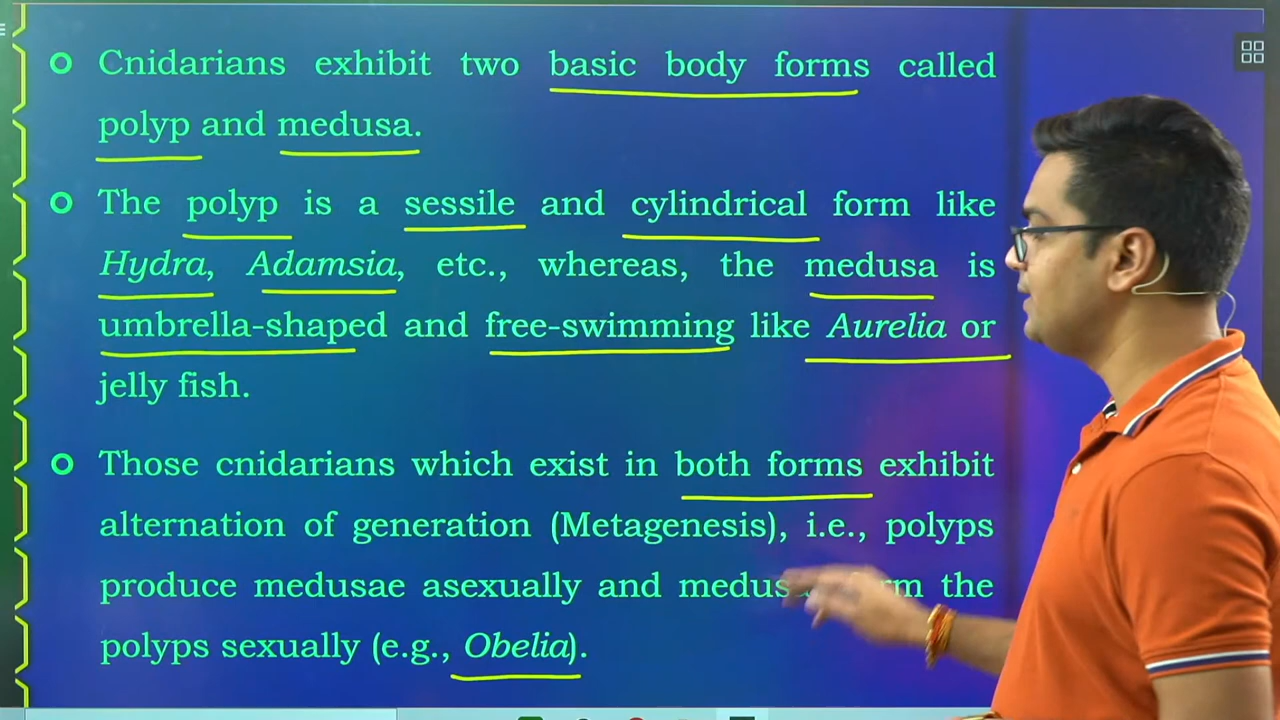 Cnidarians exhibit two basic body forms called
polyp and medusa.
The polyp is a sessile and cylindrical form like
Hydra, Adamsia, etc., whereas, the medusa is
umbrella-shaped and free-swimming like Aurelia or
jelly fish.
Those cnidarians which exist in both forms exhibit
alternation of generation (Metagenesis), i.e., polyps
produce medusae asexually and the
polyps sexually (e.g., Obelia).